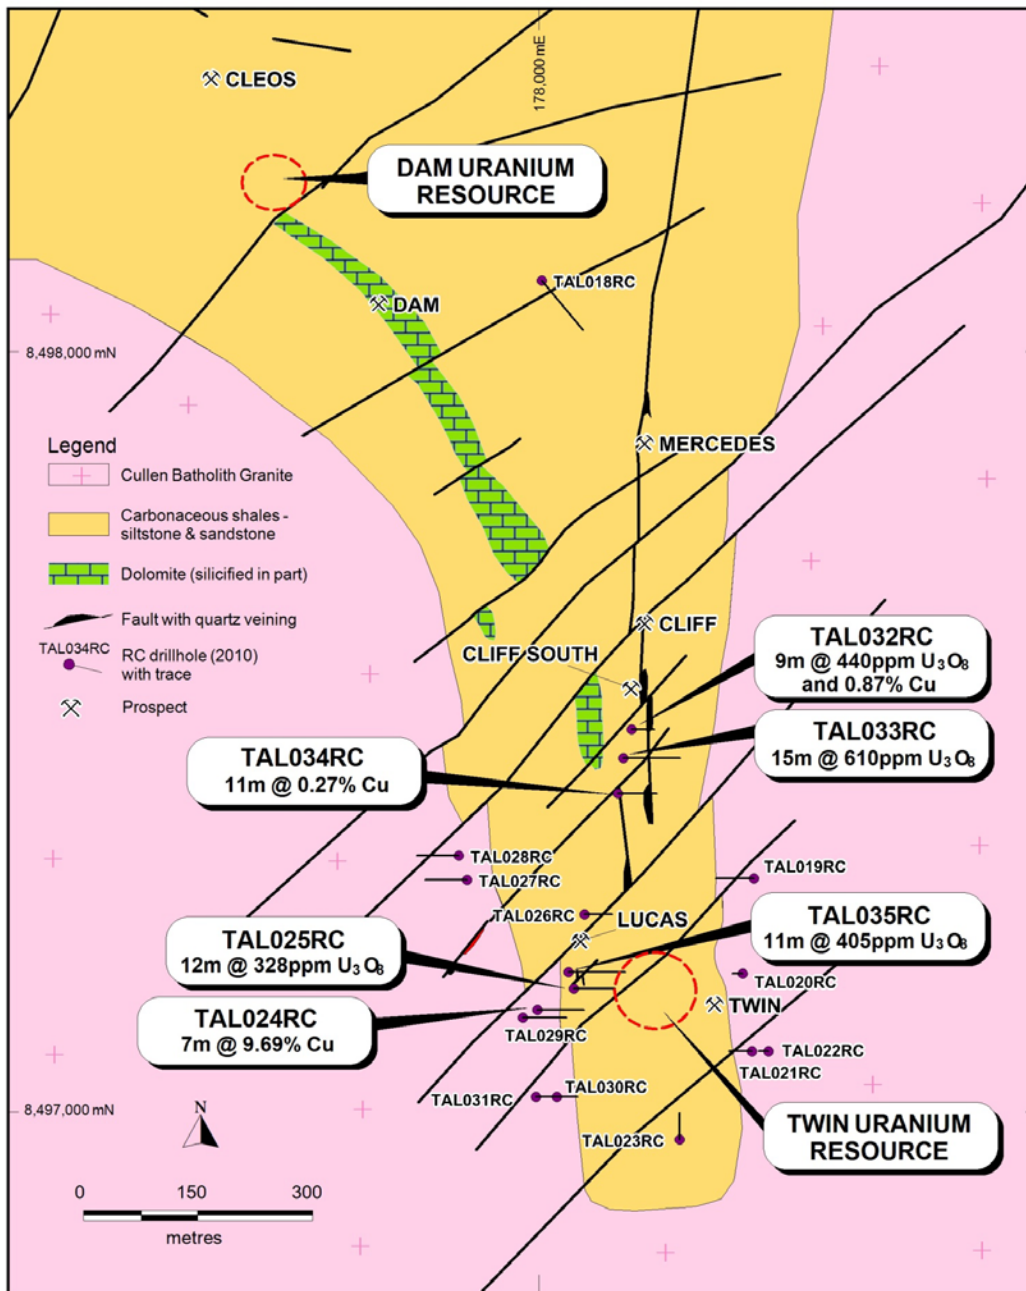 178,000 mE
CLEOS
DAM URANIUM
RESOURCE
TAL018RC
DAM
8,498,000 mN
MERCEDES
Legend
Cullen Batholith Granite
Carbonaceous shales -
siltstone & sandstone
Dolomite (silicified in part)
Fault with quartz veining
TAL034RC
RC drillhole (2010)
with trace
Prospect
CLIFF
CLIFF SOUTH
TAL032RC
9m @ 440ppm U₃O₈
and 0.87% Cu
TAL033RC
15m @ 610ppm U₃O₈
TAL034RC
11m @ 0.27% Cu
TAL028RC
TAL027RC
TAL019RC
TAL026RC
LUCAS
TAL035RC
11m @ 405ppm U₃O₈
TAL025RC
12m @ 328ppm U₃O₈
TAL020RC
TWIN
TAL024RC
7m @ 9.69% Cu
TAL029RC
TAL022RC
TAL021RC
TAL030RC
TAL031RC
8,497,000 mN
TAL023RC
TWIN URANIUM
RESOURCE
N
0 150 300
metres